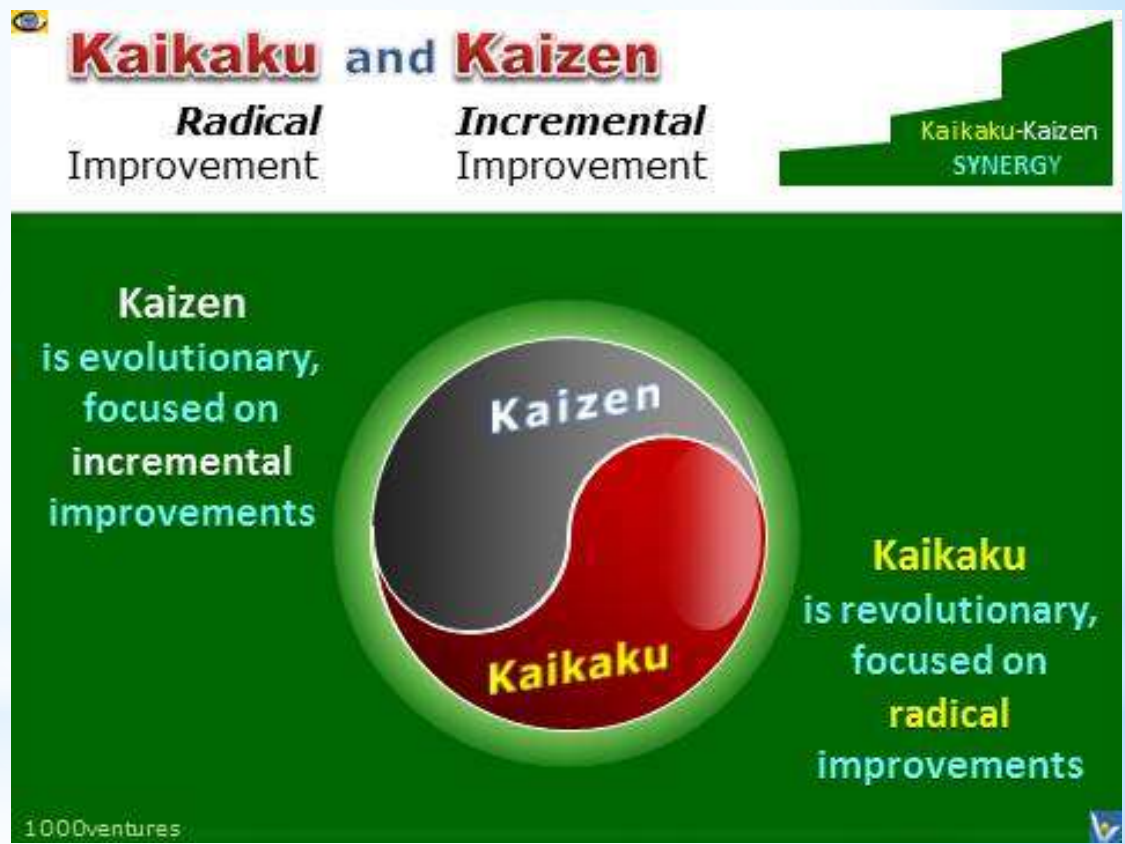 Kaikaku and Kaizen
Radical Improvement
Incremental Improvement
Kaikaku-Kaizen
SYNERGY
Kaizen
is evolutionary,
focused on
incremental
improvements
Kaizen
Kaikaku
Kaikaku
is revolutionary,
focused on
radical
improvements
1000ventures